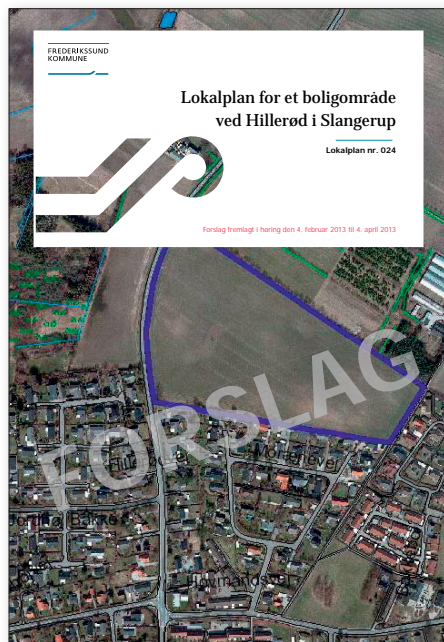 FREDERIKSSUND
KOMMUNE
Lokalplan for et boligområde
ved Hillerød i Slangerup
Lokalplan nr. 024
Forslag fremlagt i høring den 4. februar 2013 til 4. april 2013
FORSLAG